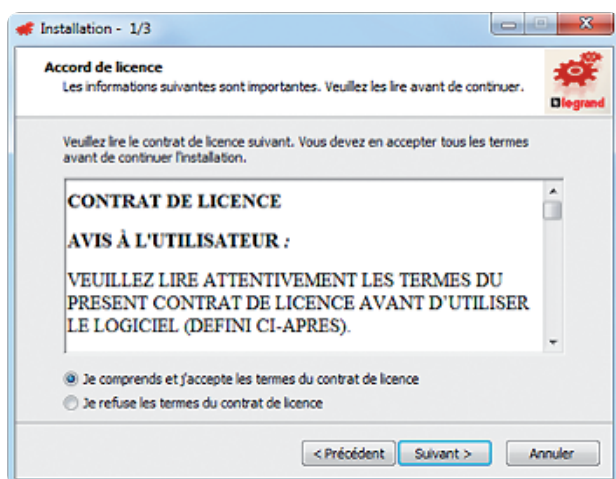 Installation - 1/3
Accord de licence
Les informations suivantes sont importantes. Veuillez les lire avant de continuer.
legrand
Veuillez lire le contrat de licence suivant. Vous devez en accepter tous les termes
avant de continuer l'installation.
CONTRAT DE LICENCE
AVIS À L'UTILISATEUR :
VEUILLEZ LIRE ATTENTIVEMENT LES TERMES DU
PRESENT CONTRAT DE LICENCE AVANT D'UTILISER
LE LOGICIEL (DEFINI CI-APRES).
Je comprends et j'accepte les termes du contrat de licence
Je refuse les termes du contrat de licence
< Précédent Suivant > Annuler